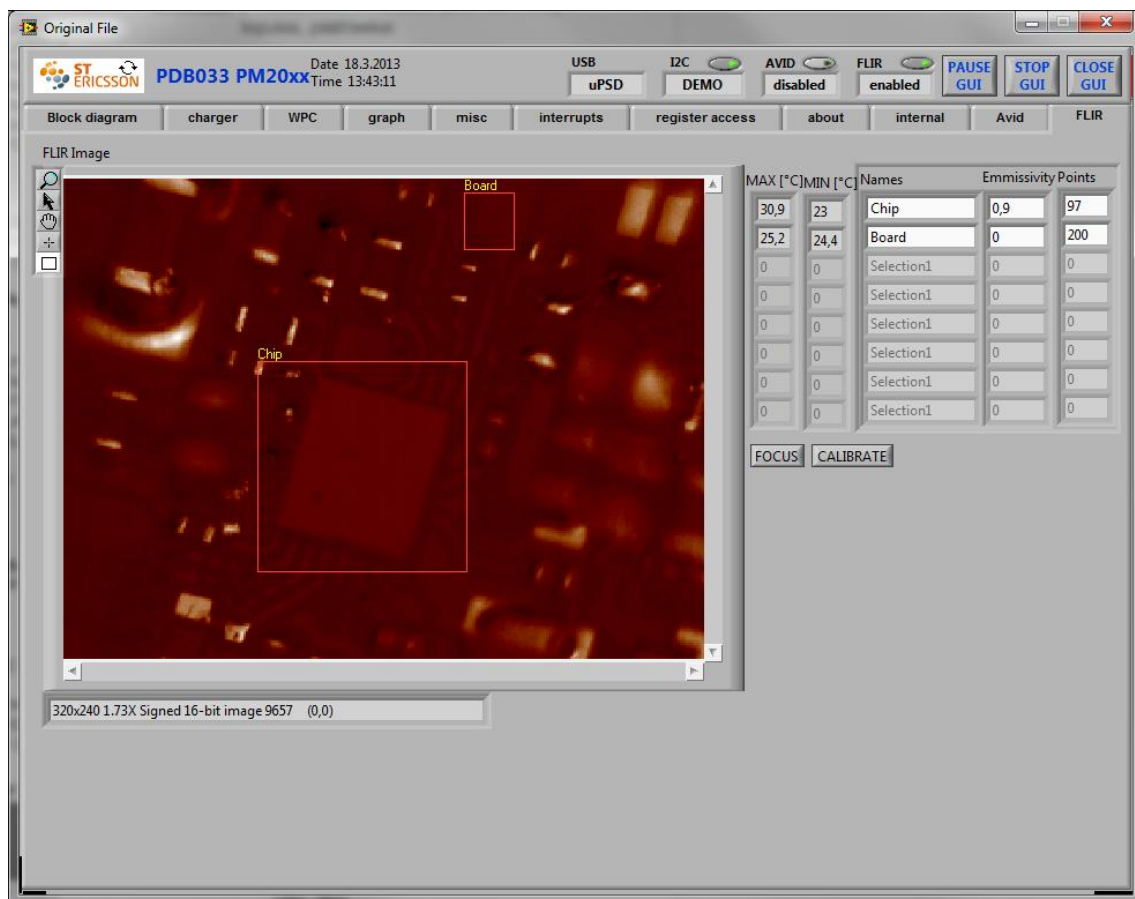 Original File
ST
ERICSSON
PDB033 PM20xx
Date 18.3.2013
Time 13:43:11
USB
uPSD
I2C
DEMO
AVID
disabled
FLIR
enabled
PAUSE
GUI
STOP
GUI
CLOSE
GUI
Block diagram charger WPC graph misc interrupts register access about internal Avid FLIR
FLIR Image
Board
Chip
MAX [°C] MIN [°C] Names Emmissivity Points
30,9 23 Chip 0,9 97
25,2 24,4 Board 0 200
0 0 Selection1 0 0
0 0 Selection1 0 0
0 0 Selection1 0 0
0 0 Selection1 0 0
0 0 Selection1 0 0
0 0 Selection1 0 0
FOCUS CALIBRATE
320x240 1.73X Signed 16-bit image 9657 (0,0)